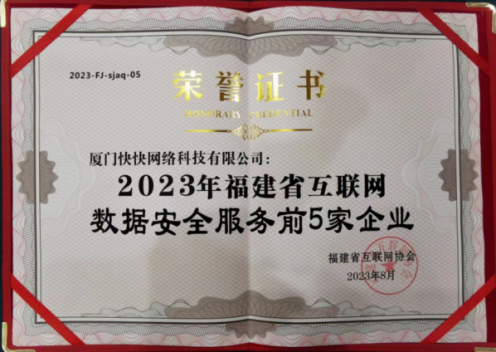 2023-FJ-sjaq-05
荣誉证书
HONORARY CREDENTIAL
厦门快快网络科技有限公司：
2023年福建省互联网
数据安全服务前5家企业
福建省互联网协会
2023年8月